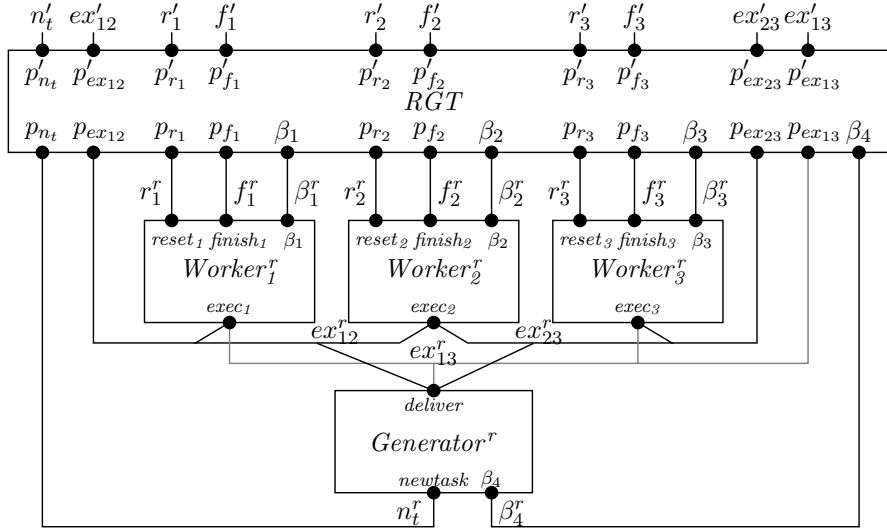 n′_t ex′_12 r′_1 f′_1 r′_2 f′_2 r′_3 f′_3 ex′_23 ex′_13
p′_{n_t} p′_{ex_12} p′_{r_1} p′_{f_1} p′_{r_2} p′_{f_2} p′_{r_3} p′_{f_3} p′_{ex_23} p′_{ex_13}
RGT
p_{n_t} p_{ex_12} p_{r_1} p_{f_1} β_1 p_{r_2} p_{f_2} β_2 p_{r_3} p_{f_3} β_3 p_{ex_23} p_{ex_13} β_4
r^r_1 f^r_1 β^r_1 r^r_2 f^r_2 β^r_2 r^r_3 f^r_3 β^r_3
reset_1 finish_1 β_1 reset_2 finish_2 β_2 reset_3 finish_3 β_3
Worker^r_1 Worker^r_2 Worker^r_3
exec_1 exec_2 exec_3
ex^r_12 ex^r_23
ex^r_13
deliver
Generator^r
newtask β_4
n^r_t β^r_4